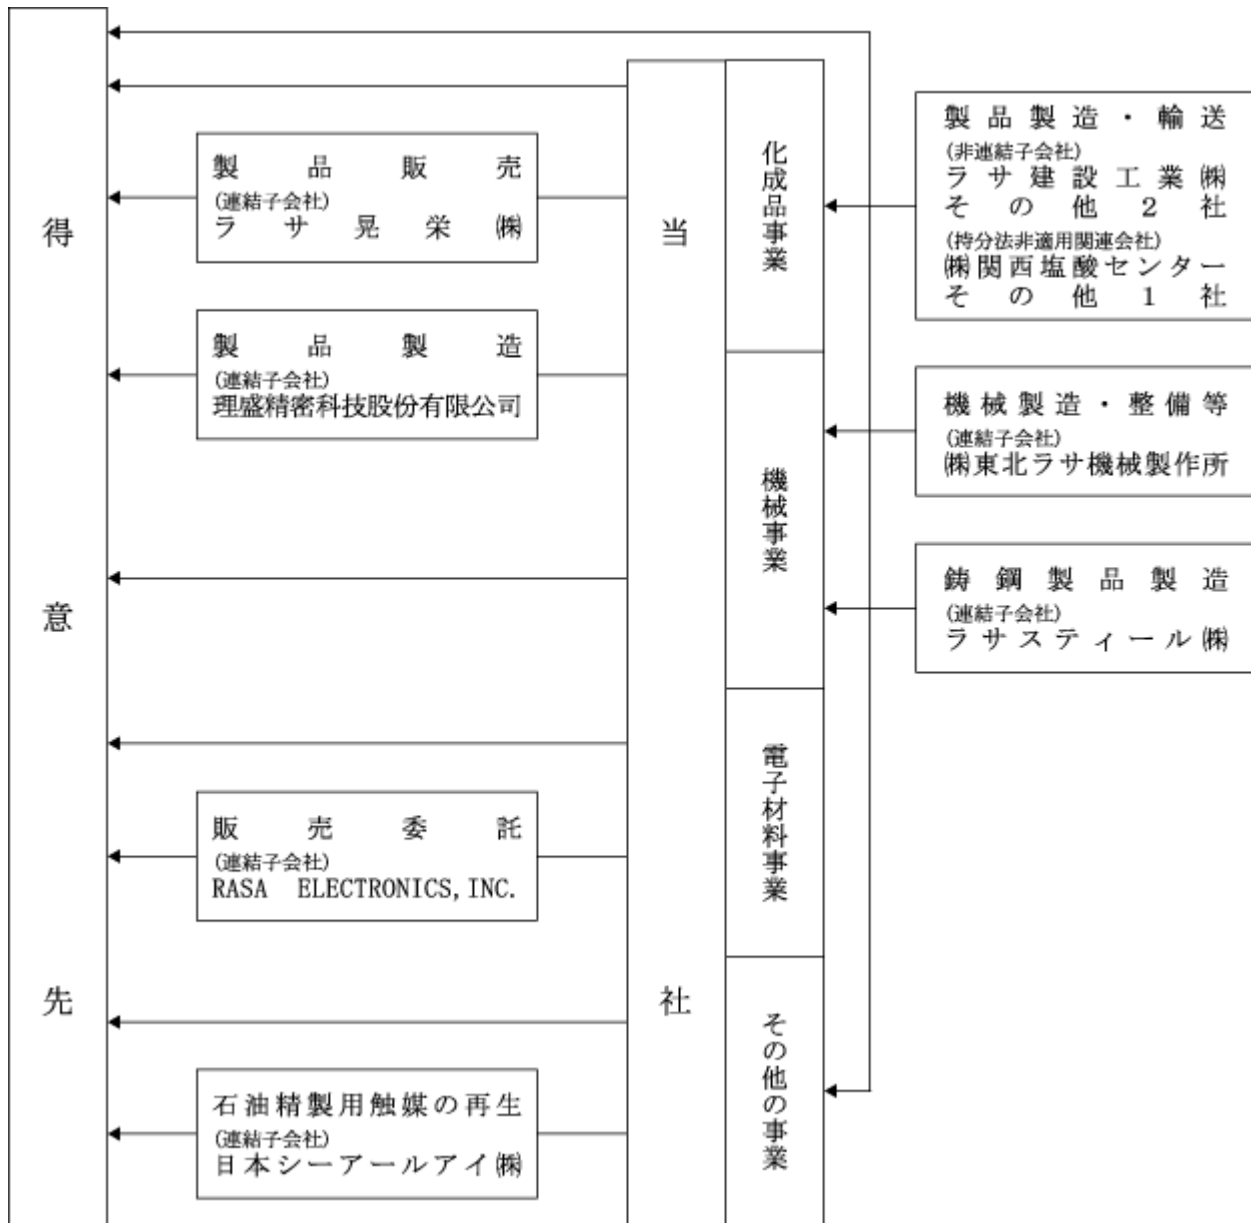 得意先
製品販売
(連結子会社)
ラサ晃栄㈱
製品製造
(連結子会社)
理盛精密科技股份有限公司
販売委託
(連結子会社)
RASA ELECTRONICS, INC.
石油精製用触媒の再生
(連結子会社)
日本シーアールアイ㈱
当社
化成品事業
機械事業
電子材料事業
その他の事業
製品製造・輸送
(非連結子会社)
ラサ建設工業㈱
その他2社
(持分法非適用関連会社)
㈱関西塩酸センター
その他1社
機械製造・整備等
(連結子会社)
㈱東北ラサ機械製作所
鋳鋼製品製造
(連結子会社)
ラサスティール㈱